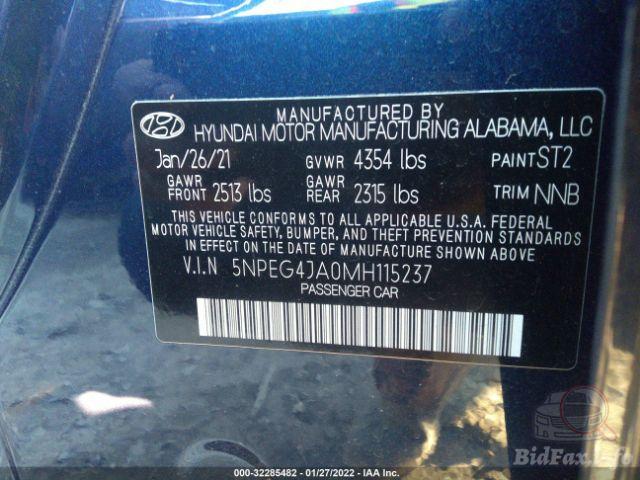 MANUFACTURED BY
HYUNDAI MOTOR MANUFACTURING ALABAMA, LLC
Jan/26/21 GVWR 4354 lbs PAINT ST2
GAWR FRONT 2513 lbs GAWR REAR 2315 lbs TRIM NNB
THIS VEHICLE CONFORMS TO ALL APPLICABLE U.S.A. FEDERAL
MOTOR VEHICLE SAFETY, BUMPER, AND THEFT PREVENTION STANDARDS
IN EFFECT ON THE DATE OF MANUFACTURE SHOWN ABOVE
V.I.N 5NPEG4JA0MH115237
PASSENGER CAR
BidFax.info
000-32285482 - 01/27/2022 - IAA Inc.